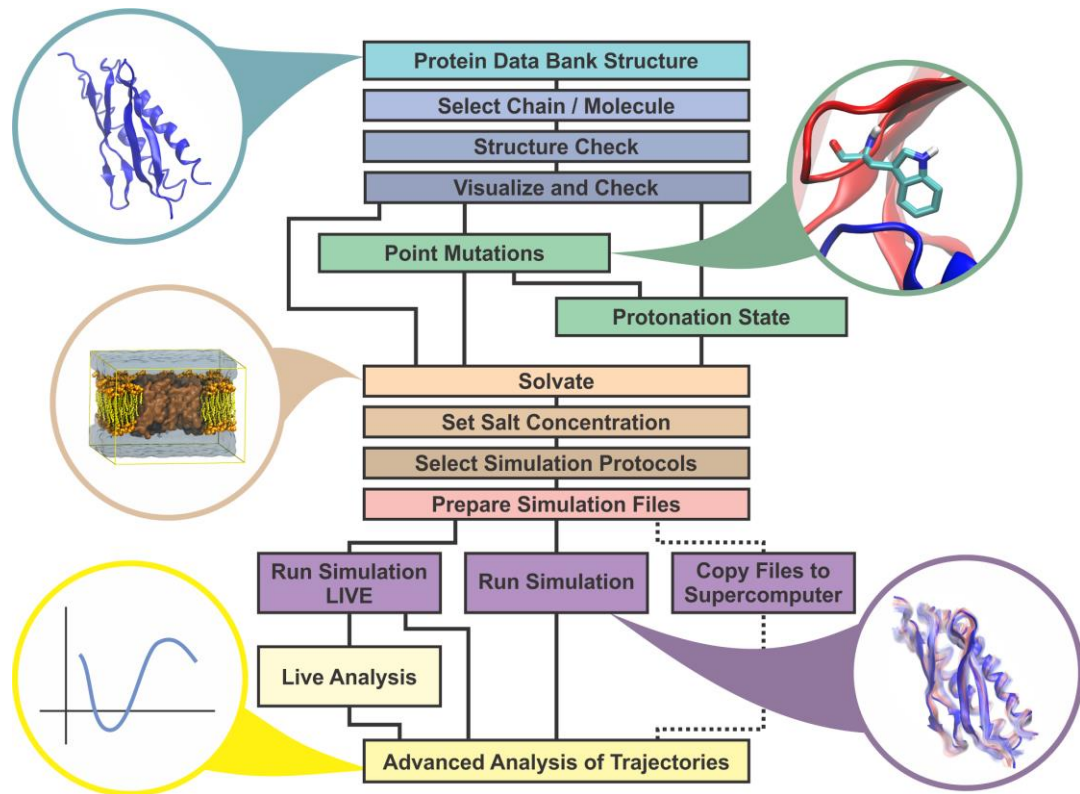 Protein Data Bank Structure
Select Chain / Molecule
Structure Check
Visualize and Check
Point Mutations
Protonation State
Solvate
Set Salt Concentration
Select Simulation Protocols
Prepare Simulation Files
Run Simulation
LIVE
Run Simulation
Copy Files to
Supercomputer
Live Analysis
Advanced Analysis of Trajectories